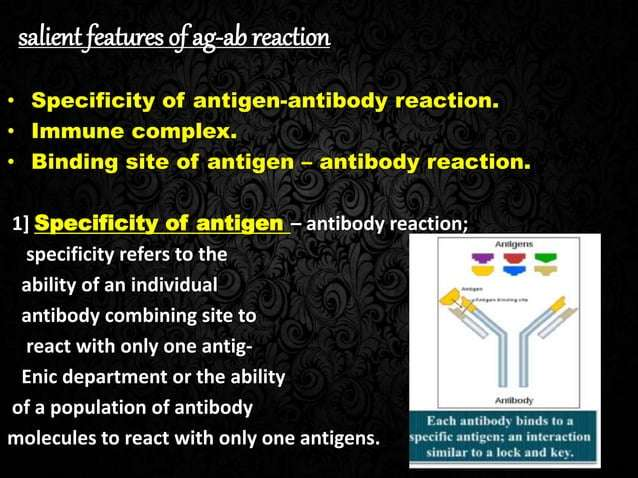 salient features of ag-ab reaction
• Specificity of antigen-antibody reaction.
• Immune complex.
• Binding site of antigen – antibody reaction.
1] Specificity of antigen – antibody reaction;
specificity refers to the
ability of an individual
antibody combining site to
react with only one antig-
Enic department or the ability
of a population of antibody
molecules to react with only one antigens.
Antigens
Antigen
Antigen binding site
Antibody
Each antibody binds to a
specific antigen; an interaction
similar to a lock and key.